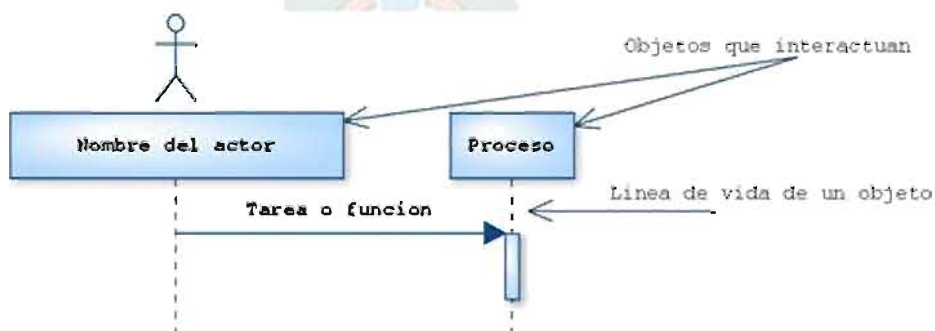 Objetos que interactuan
Nombre del actor
Proceso
Linea de vida de un objeto
Tarea o funcion